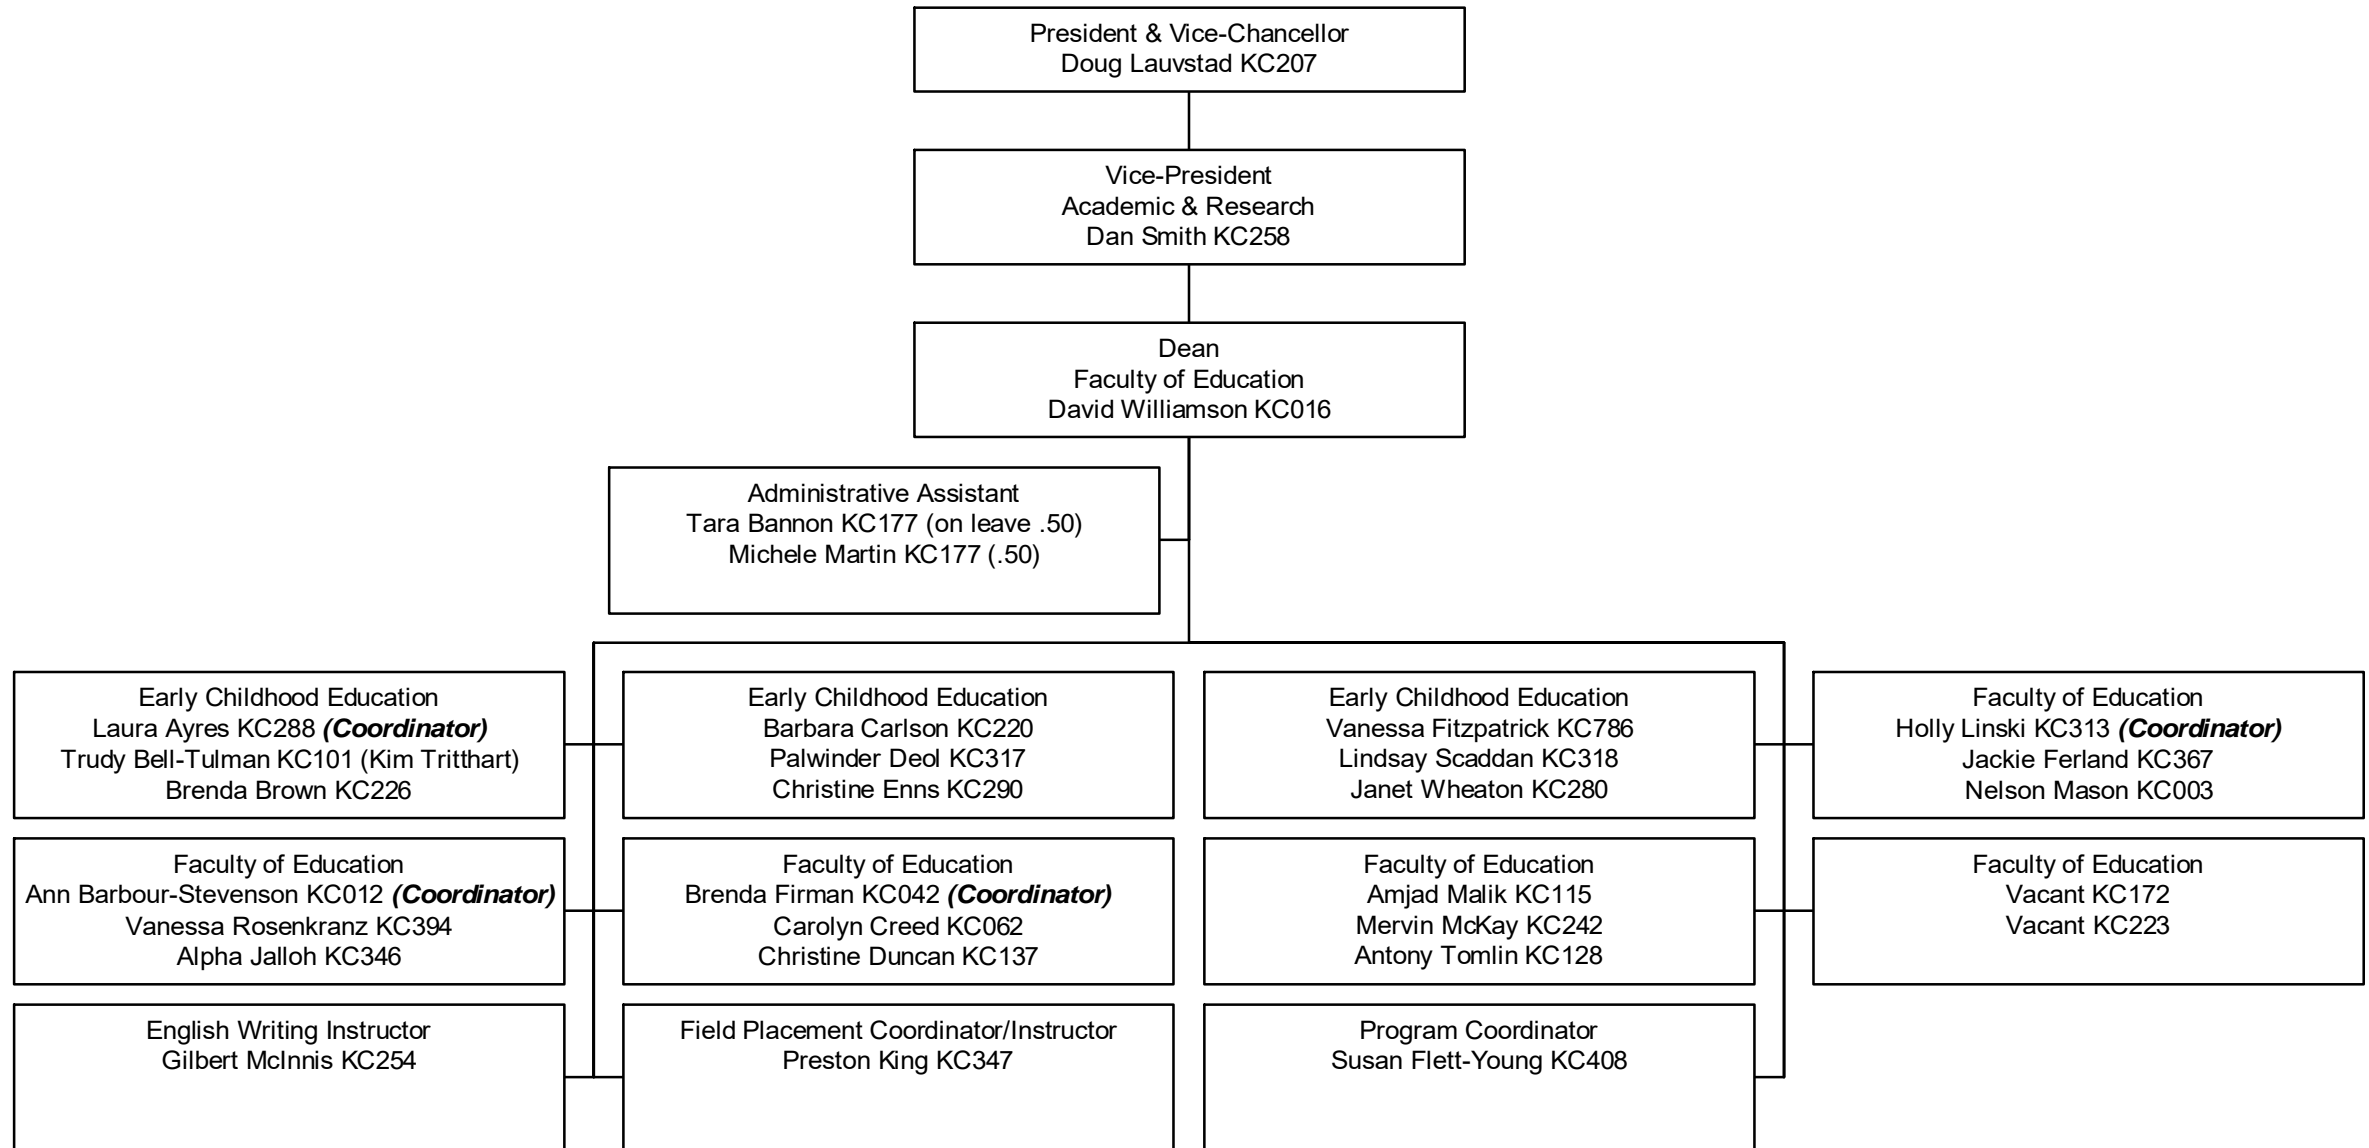 President & Vice-Chancellor
Doug Lauvstad KC207
Vice-President
Academic & Research
Dan Smith KC258
Dean
Faculty of Education
David Williamson KC016
Administrative Assistant
Tara Bannon KC177 (on leave .50)
Michele Martin KC177 (.50)
Early Childhood Education
Laura Ayres KC288 (Coordinator)
Trudy Bell-Tulman KC101 (Kim Tritthart)
Brenda Brown KC226
Early Childhood Education
Barbara Carlson KC220
Palwinder Deol KC317
Christine Enns KC290
Early Childhood Education
Vanessa Fitzpatrick KC786
Lindsay Scaddan KC318
Janet Wheaton KC280
Faculty of Education
Holly Linski KC313 (Coordinator)
Jackie Ferland KC367
Nelson Mason KC003
Faculty of Education
Ann Barbour-Stevenson KC012 (Coordinator)
Vanessa Rosenkranz KC394
Alpha Jalloh KC346
Faculty of Education
Brenda Firman KC042 (Coordinator)
Carolyn Creed KC062
Christine Duncan KC137
Faculty of Education
Amjad Malik KC115
Mervin McKay KC242
Antony Tomlin KC128
Faculty of Education
Vacant KC172
Vacant KC223
English Writing Instructor
Gilbert McInnis KC254
Field Placement Coordinator/Instructor
Preston King KC347
Program Coordinator
Susan Flett-Young KC408